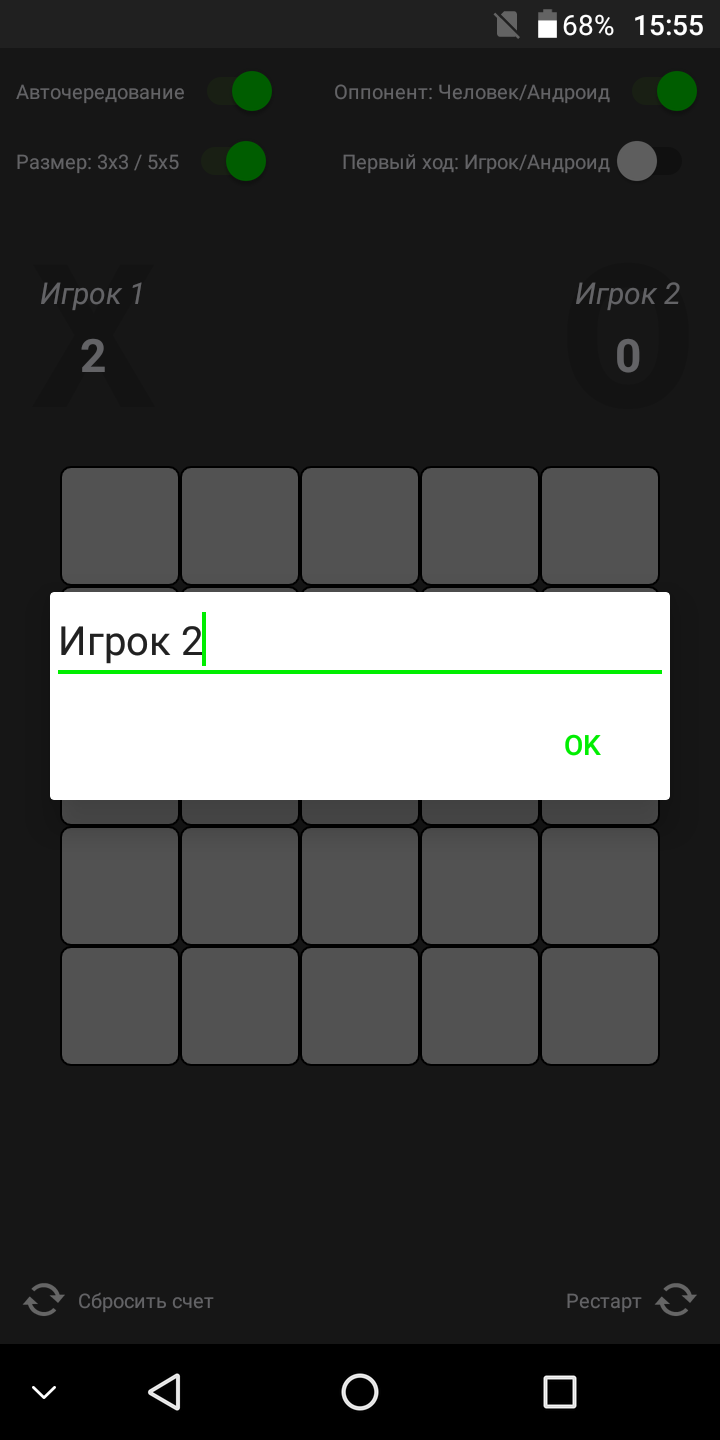 68% 15:55
Авточередование
Оппонент: Человек/Андроид
Размер: 3x3 / 5x5
Первый ход: Игрок/Андроид
X
O
Игрок 1
Игрок 2
2
0
Игрок 2
OK
Сбросить счет
Рестарт